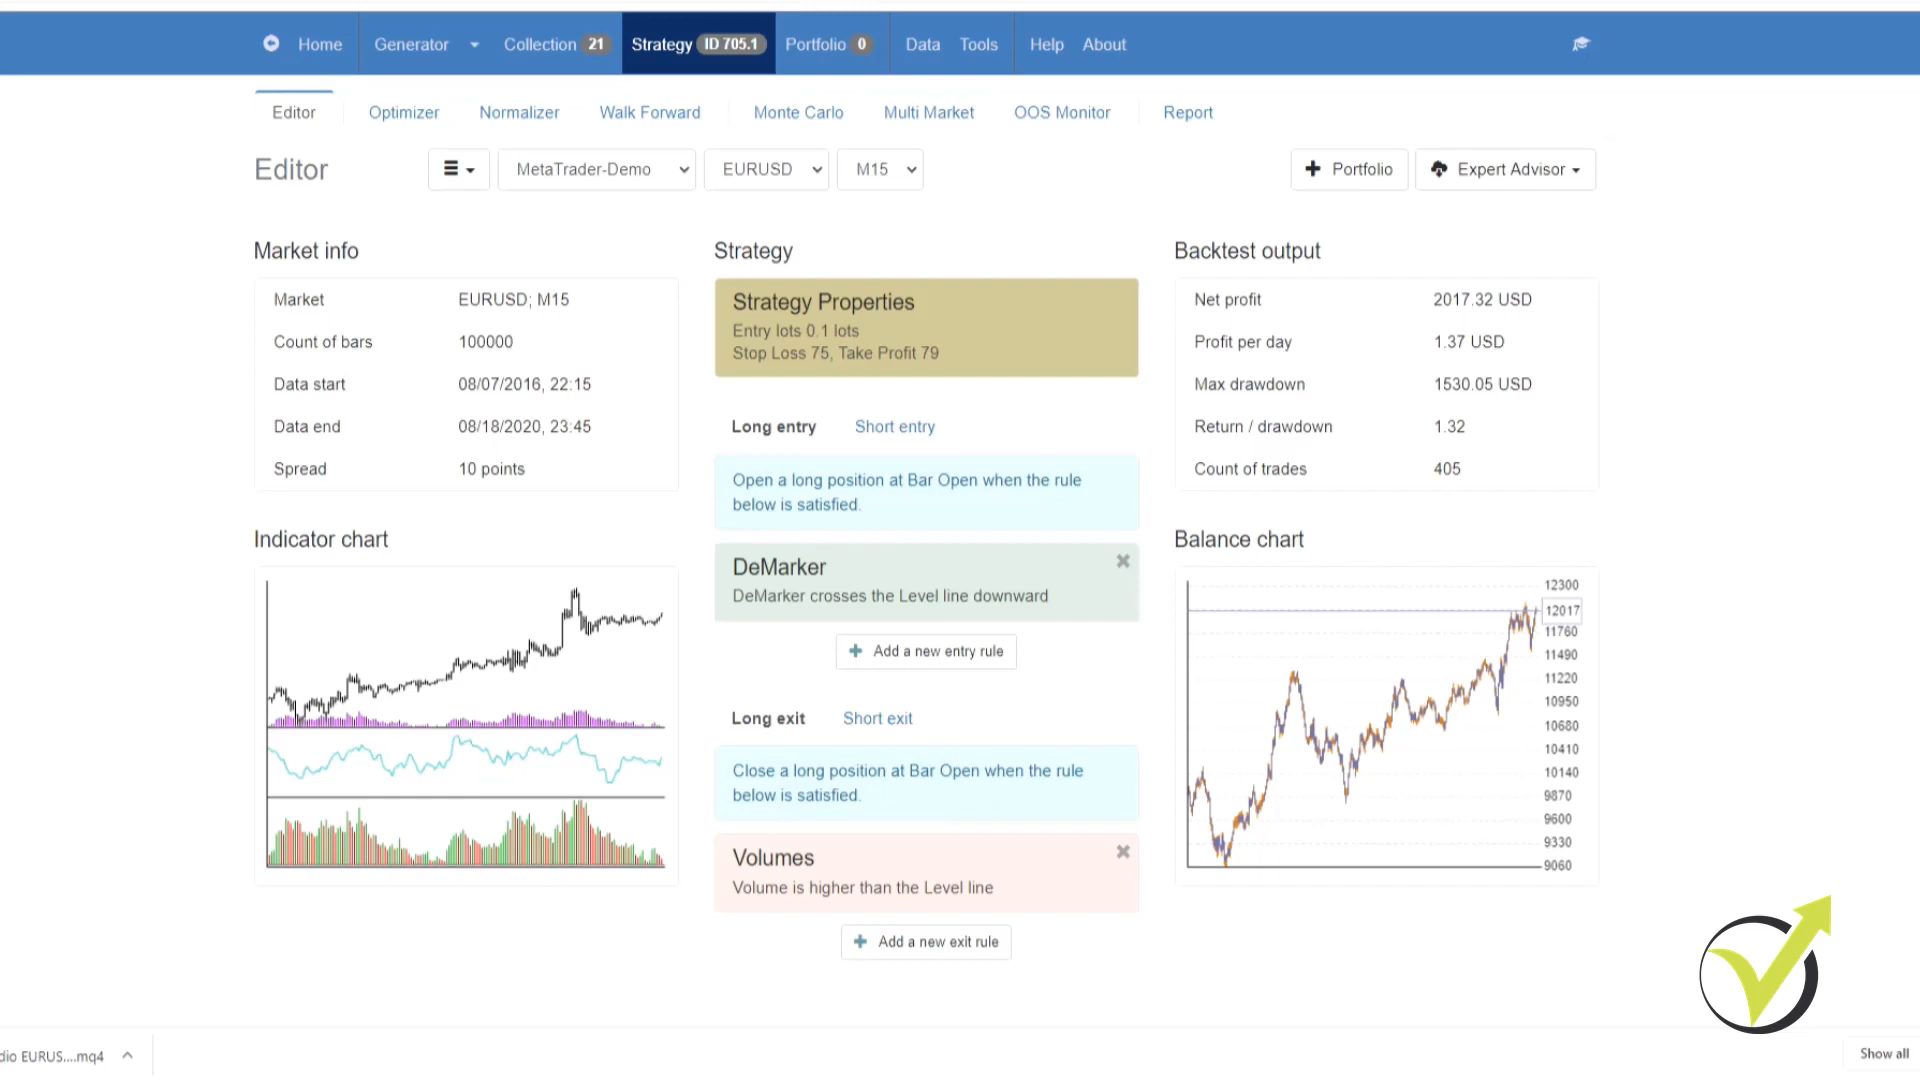 Home
Generator
Collection 21
Strategy ID 705.1
Portfolio 0
Data
Tools
Help
About
Editor
Optimizer
Normalizer
Walk Forward
Monte Carlo
Multi Market
OOS Monitor
Report
Editor
MetaTrader-Demo
EURUSD
M15
Portfolio
Expert Advisor
Market info
Market EURUSD; M15
Count of bars 100000
Data start 08/07/2016, 22:15
Data end 08/18/2020, 23:45
Spread 10 points
Indicator chart
Strategy
Strategy Properties
Entry lots 0.1 lots
Stop Loss 75, Take Profit 79
Long entry Short entry
Open a long position at Bar Open when the rule
below is satisfied.
DeMarker
DeMarker crosses the Level line downward
Add a new entry rule
Long exit Short exit
Close a long position at Bar Open when the rule
below is satisfied.
Volumes
Volume is higher than the Level line
Add a new exit rule
Backtest output
Net profit 2017.32 USD
Profit per day 1.37 USD
Max drawdown 1530.05 USD
Return / drawdown 1.32
Count of trades 405
Balance chart
12300
12017
11760
11490
11220
10950
10680
10410
10140
9870
9600
9330
9060
dio EURUS....mq4
Show all